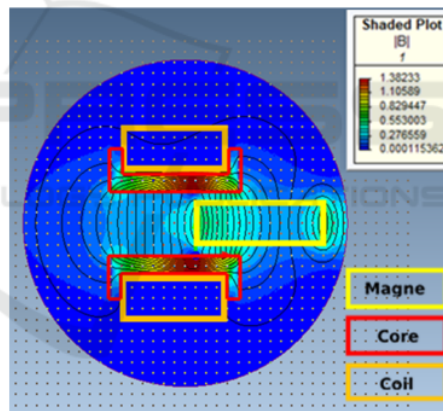 Shaded Plot
|B|
f
1.38233
1.10589
0.829447
0.553003
0.276559
0.000115362
Magne
Core
Coil